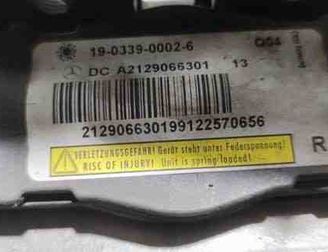 19-0339-0002-6 Q04
DC A2129066301 13
212906630199122570656
VERLETZUNGSGEFAHR! Gerät steht unter Federspannung!
RISK OF INJURY! Unit is spring loaded!
R